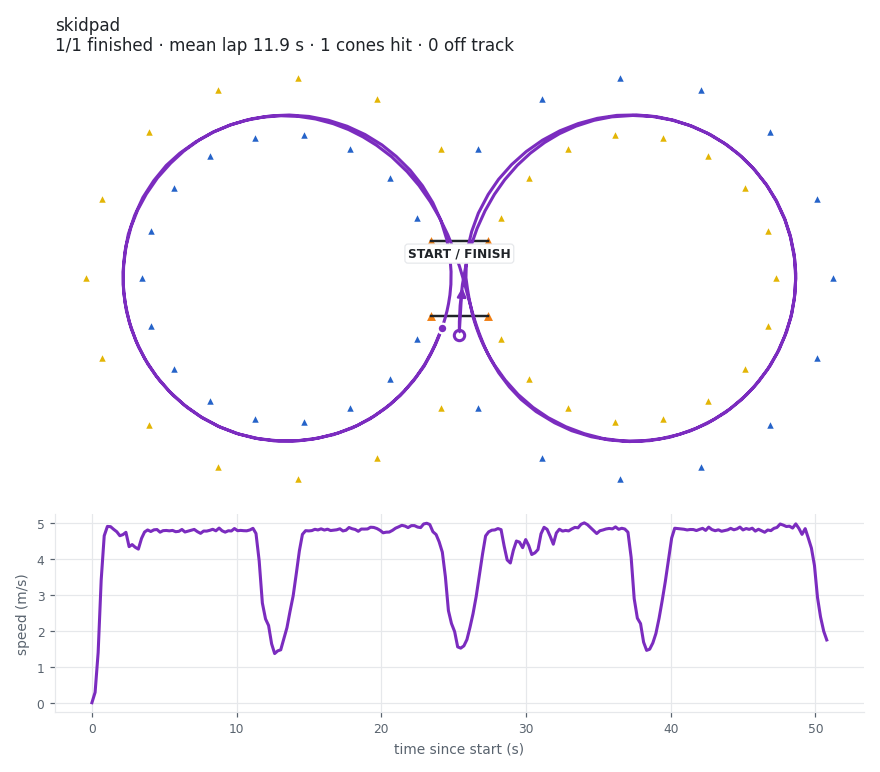 skidpad
1/1 finished · mean lap 11.9 s · 1 cones hit · 0 off track
START / FINISH
5
4
3
2
1
0
speed (m/s)
0 10 20 30 40 50
time since start (s)